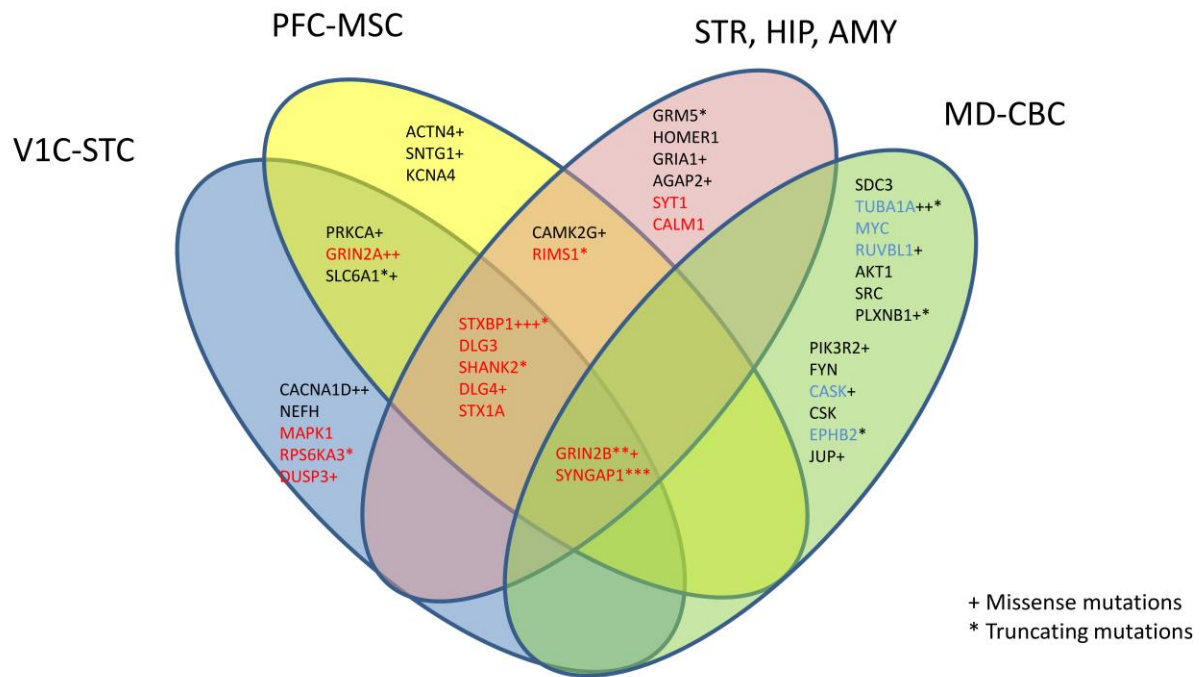 PFC-MSC
STR, HIP, AMY
V1C-STC
MD-CBC
ACTN4+
SNTG1+
KCNA4
GRM5*
HOMER1
GRIA1+
AGAP2+
SYT1
CALM1
SDC3
TUBA1A++*
MYC
RUVBL1+
AKT1
SRC
PLXNB1+*
PRKCA+
GRIN2A++
SLC6A1*+
CAMK2G+
RIMS1*
STXBP1+++*
DLG3
SHANK2*
DLG4+
STX1A
PIK3R2+
FYN
CASK+
CSK
EPHB2*
JUP+
CACNA1D++
NEFH
MAPK1
RPS6KA3*
DUSP3+
GRIN2B**+
SYNGAP1***
+ Missense mutations
* Truncating mutations